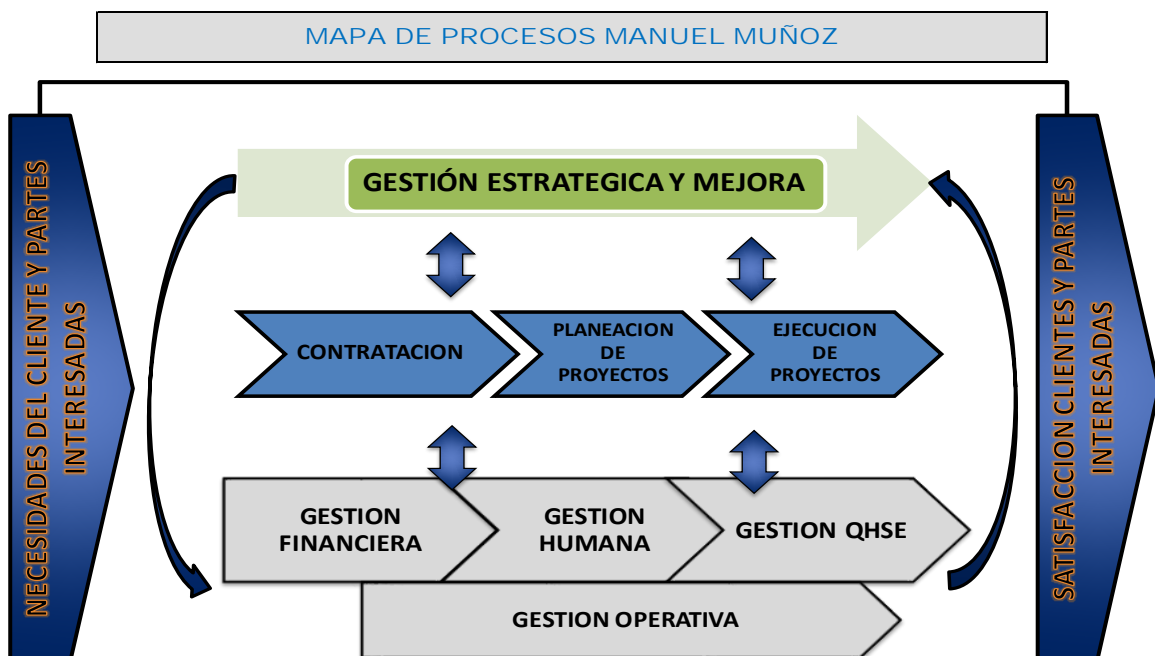 MAPA DE PROCESOS MANUEL MUÑOZ
NECESIDADES DEL CLIENTE Y PARTES
INTERESADAS
GESTIÓN ESTRATEGICA Y MEJORA
CONTRATACION
PLANEACION
DE
PROYECTOS
EJECUCION
DE
PROYECTOS
GESTION
FINANCIERA
GESTION
HUMANA
GESTION QHSE
GESTION OPERATIVA
SATISFACCION CLIENTES Y PARTES
INTERESADAS